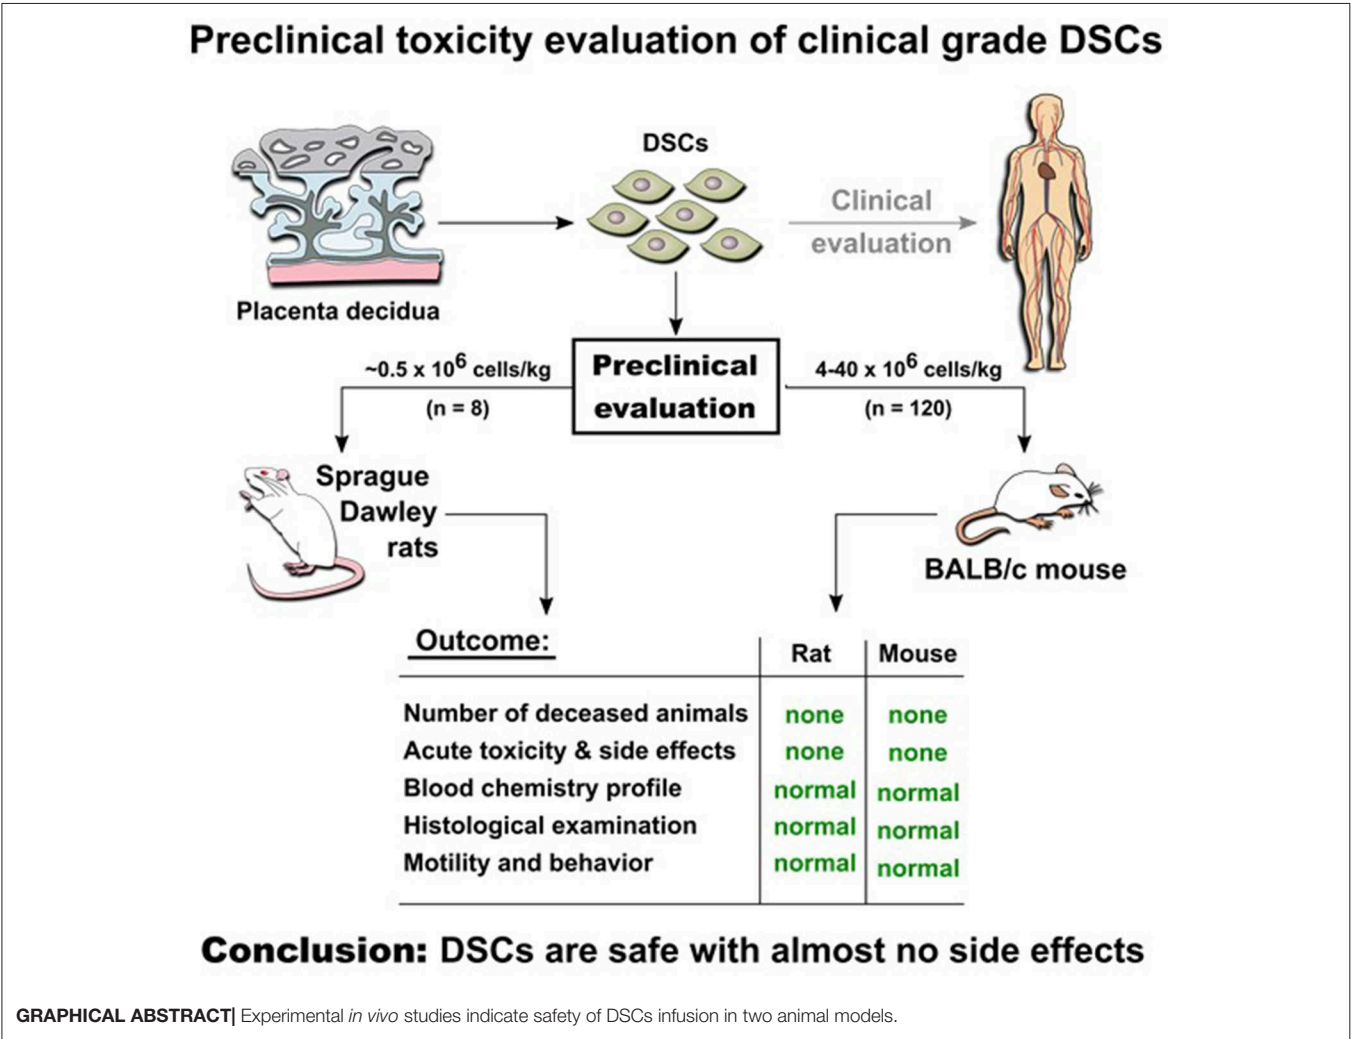 Preclinical toxicity evaluation of clinical grade DSCs
DSCs
Clinical
evaluation
Placenta decidua
Preclinical
evaluation
~0.5 x 10⁶ cells/kg
(n = 8)
4-40 x 10⁶ cells/kg
(n = 120)
Sprague
Dawley
rats
BALB/c mouse
Outcome: Rat Mouse
Number of deceased animals none none
Acute toxicity & side effects none none
Blood chemistry profile normal normal
Histological examination normal normal
Motility and behavior normal normal
Conclusion: DSCs are safe with almost no side effects
GRAPHICAL ABSTRACT| Experimental in vivo studies indicate safety of DSCs infusion in two animal models.